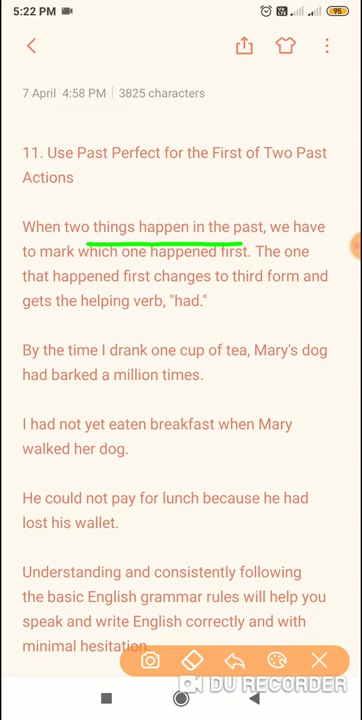 5:22 PM
95
7 April 4:58 PM | 3825 characters
11. Use Past Perfect for the First of Two Past
Actions
When two things happen in the past, we have
to mark which one happened first. The one
that happened first changes to third form and
gets the helping verb, "had."
By the time I drank one cup of tea, Mary's dog
had barked a million times.
I had not yet eaten breakfast when Mary
walked her dog.
He could not pay for lunch because he had
lost his wallet.
Understanding and consistently following
the basic English grammar rules will help you
speak and write English correctly and with
minimal hesitation.
DU RECORDER